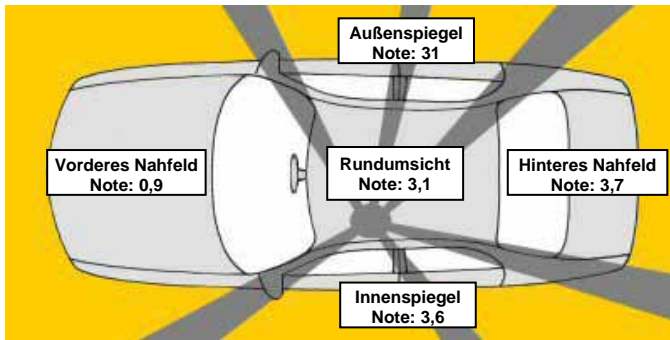 Außenspiegel
Note: 31
Vorderes Nahfeld
Note: 0,9
Rundumsicht
Note: 3,1
Hinteres Nahfeld
Note: 3,7
Innenspiegel
Note: 3,6